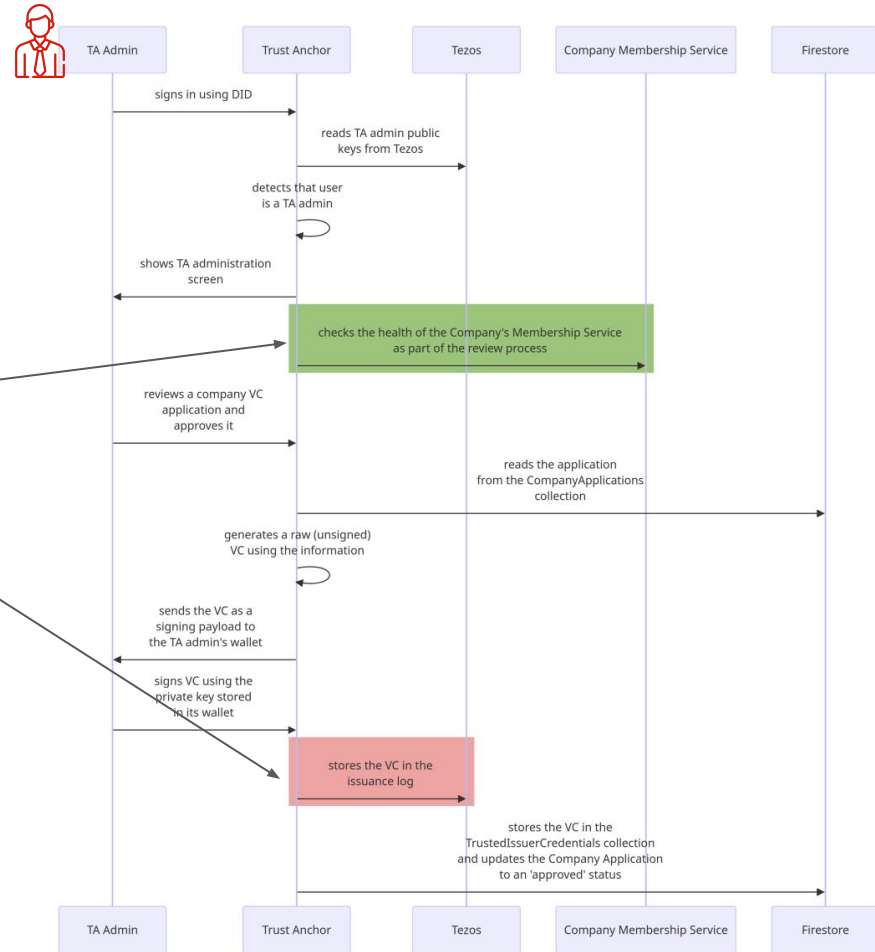 TA Admin
Trust Anchor
Tezos
Company Membership Service
Firestore
signs in using DID
reads TA admin public
keys from Tezos
detects that user
is a TA admin
shows TA administration
screen
checks the health of the Company's Membership Service
as part of the review process
reviews a company VC
application and
approves it
reads the application
from the CompanyApplications
collection
generates a raw (unsigned)
VC using the information
sends the VC as a
signing payload to
the TA admin's wallet
signs VC using the
private key stored
in its wallet
stores the VC in the
issuance log
stores the VC in the
TrustedIssuerCredentials collection
and updates the Company Application
to an 'approved' status
TA Admin
Trust Anchor
Tezos
Company Membership Service
Firestore